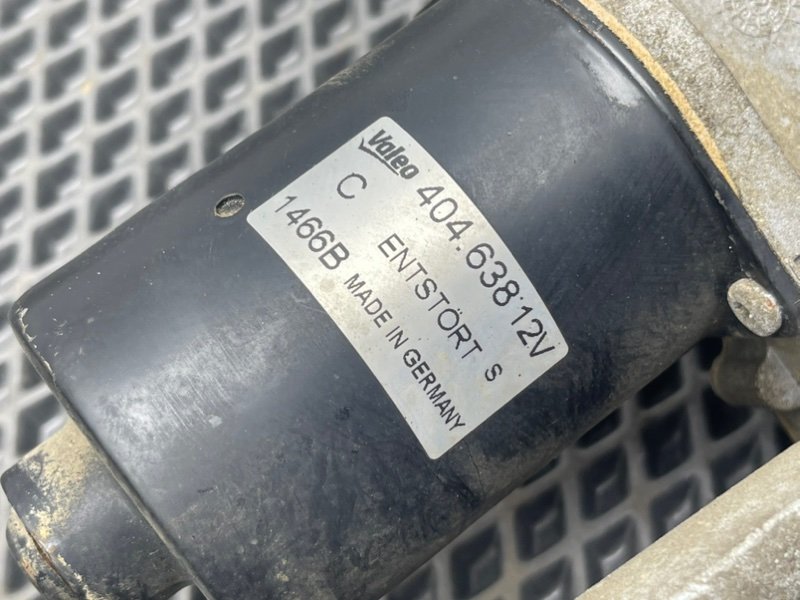 Valeo 404.638 12V
C ENTSTÖRT S
1466B MADE IN GERMANY